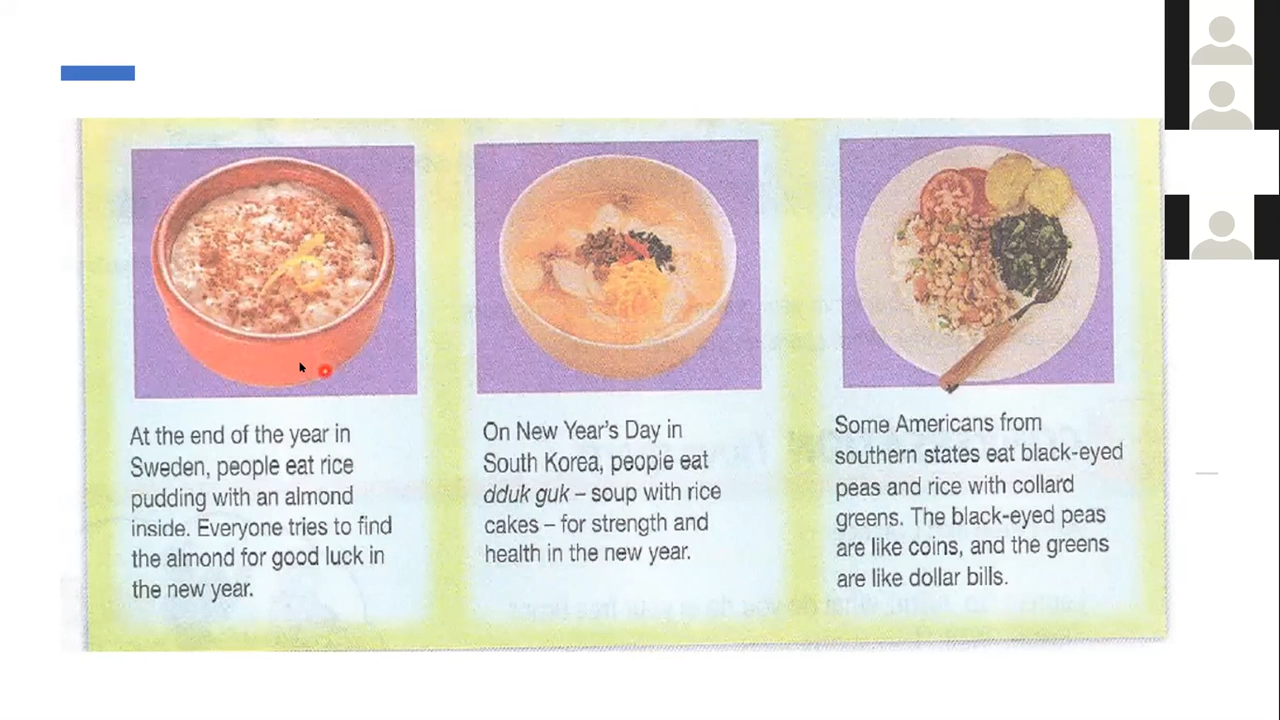 At the end of the year in
Sweden, people eat rice
pudding with an almond
inside. Everyone tries to find
the almond for good luck in
the new year.
On New Year's Day in
South Korea, people eat
dduk guk – soup with rice
cakes – for strength and
health in the new year.
Some Americans from
southern states eat black-eyed
peas and rice with collard
greens. The black-eyed peas
are like coins, and the greens
are like dollar bills.